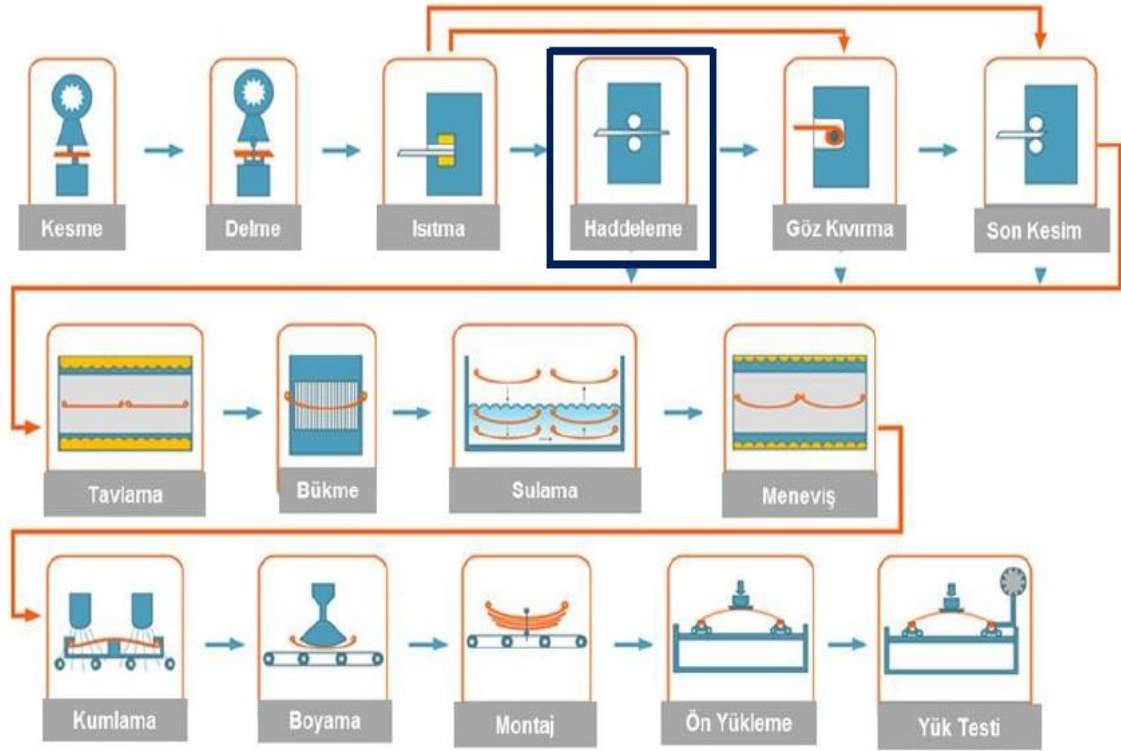 Kesme
Delme
Isıtma
Haddeleme
Göz Kıvırma
Son Kesim
Tavlama
Bükme
Sulama
Meneviş
Kumlama
Boyama
Montaj
Ön Yükleme
Yük Testi